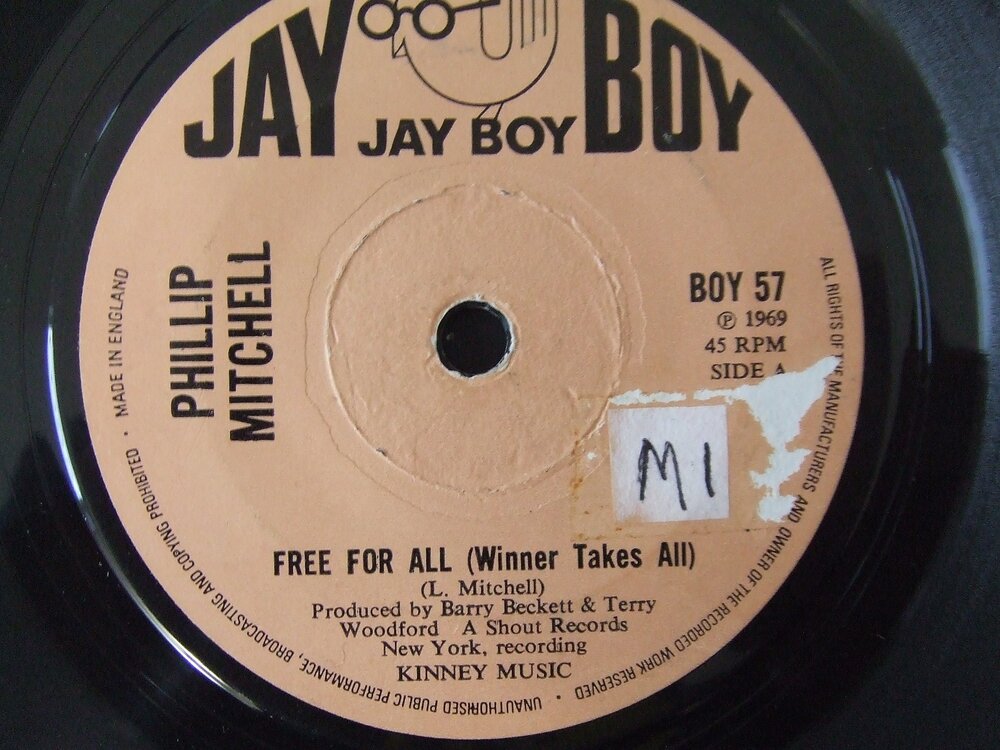 JAY BOY
JAY BOY
PHILLIP
MITCHELL
BOY 57
℗ 1969
45 RPM
SIDE A
M1
FREE FOR ALL (Winner Takes All)
(L. Mitchell)
Produced by Barry Beckett & Terry
Woodford A Shout Records
New York, recording
KINNEY MUSIC
ALL RIGHTS OF THE MANUFACTURERS AND OWNER OF THE RECORDED WORK RESERVED · UNAUTHORISED PUBLIC PERFORMANCE, BROADCASTING AND COPYING PROHIBITED · MADE IN ENGLAND